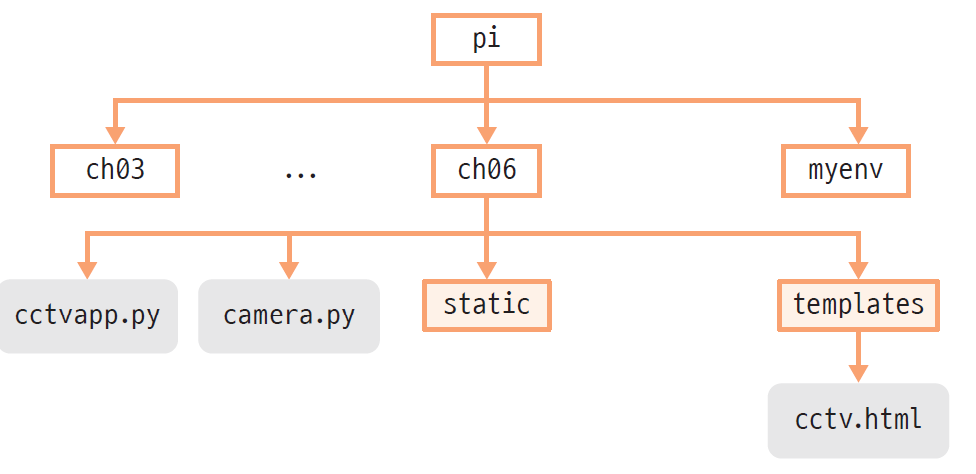 pi
ch03
...
ch06
myenv
cctvapp.py
camera.py
static
templates
cctv.html